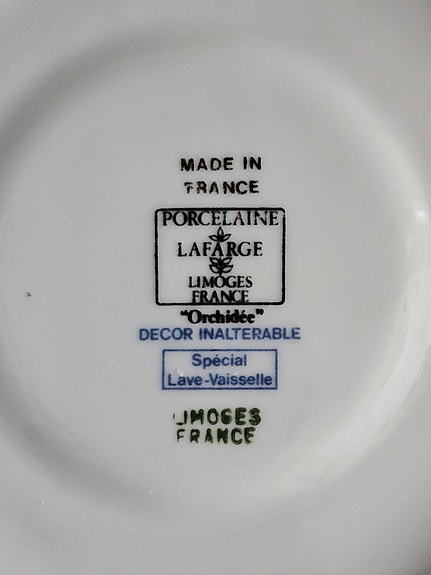 MADE IN
FRANCE
PORCELAINE
LAFARGE
LIMOGES
FRANCE
"Orchidée"
DECOR INALTERABLE
Spécial
Lave-Vaisselle
LIMOGES
FRANCE